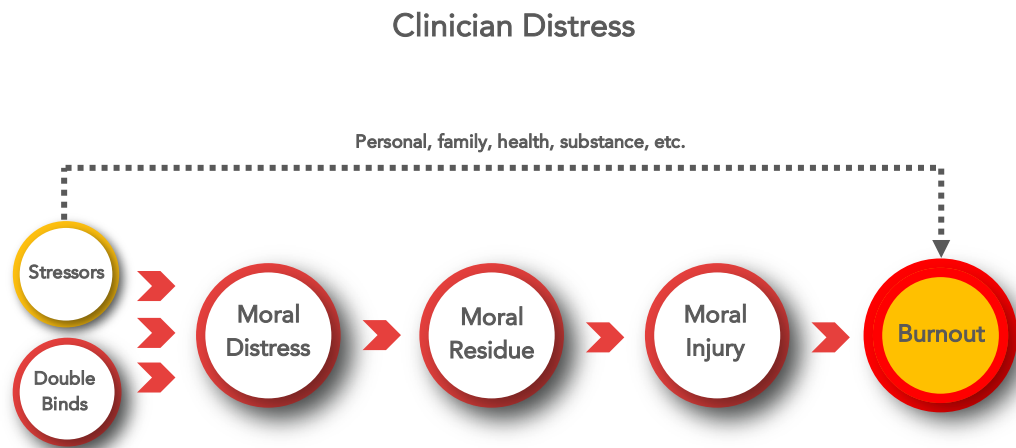 Clinician Distress
Personal, family, health, substance, etc.
Stressors
Double
Binds
Moral
Distress
Moral
Residue
Moral
Injury
Burnout